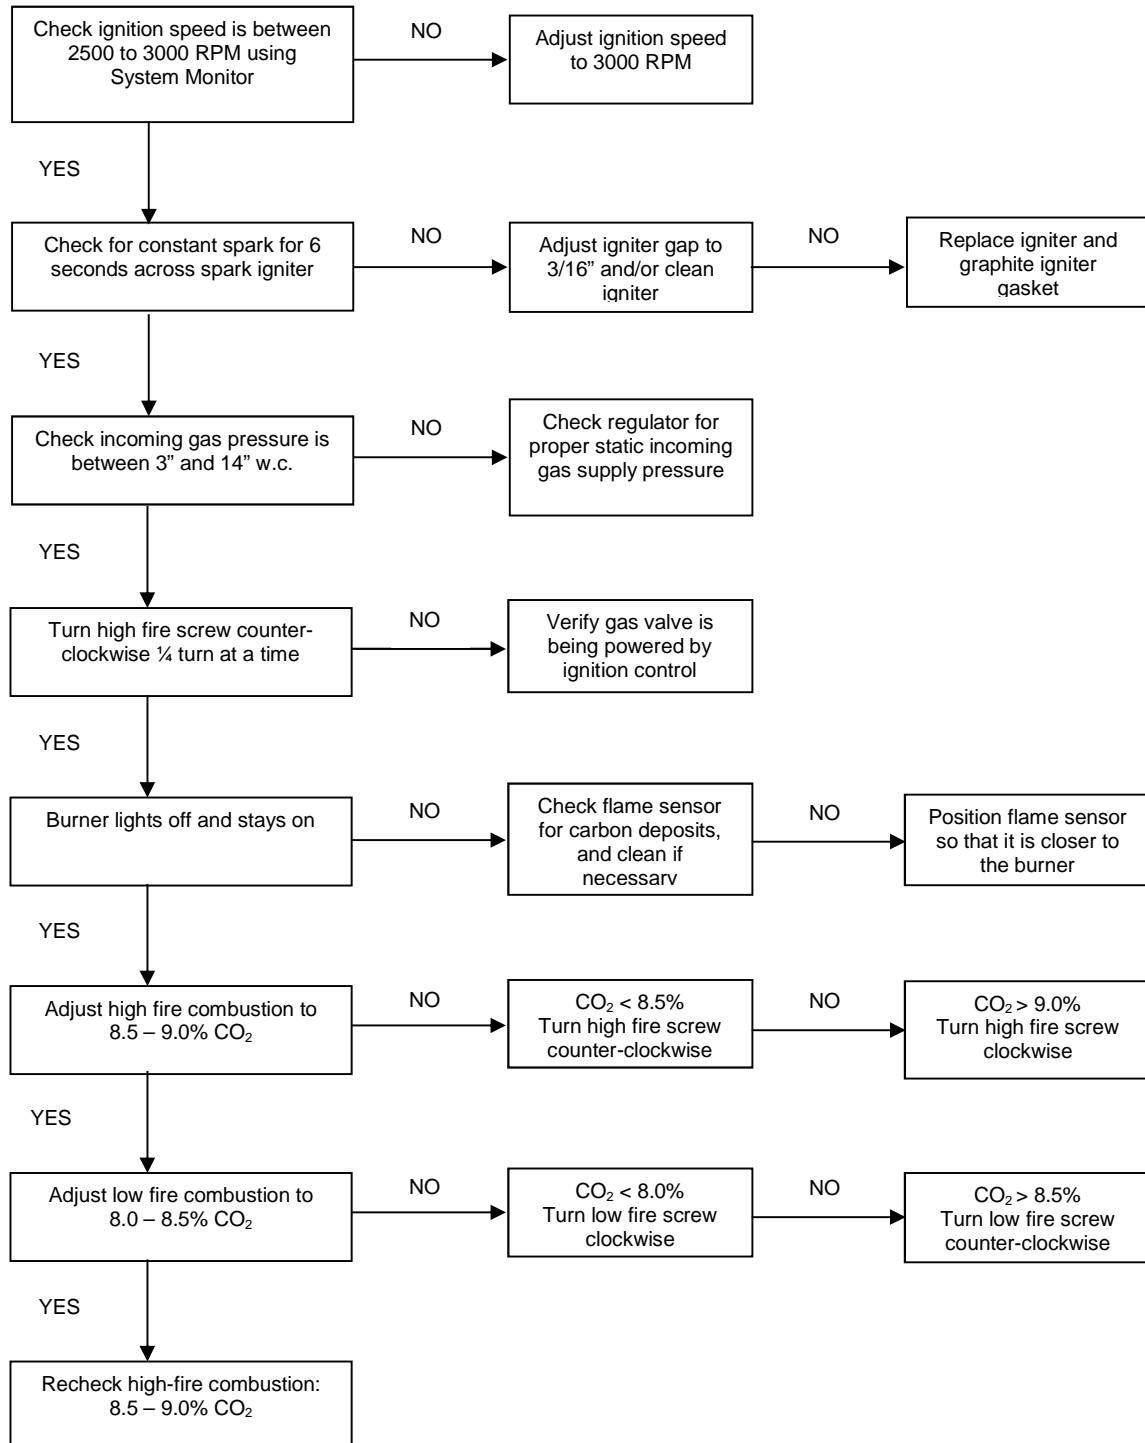 Check ignition speed is between
2500 to 3000 RPM using
System Monitor
NO
Adjust ignition speed
to 3000 RPM
YES
Check for constant spark for 6
seconds across spark igniter
NO
Adjust igniter gap to
3/16” and/or clean
igniter
NO
Replace igniter and
graphite igniter
gasket
YES
Check incoming gas pressure is
between 3” and 14” w.c.
NO
Check regulator for
proper static incoming
gas supply pressure
YES
Turn high fire screw counter-
clockwise ¼ turn at a time
NO
Verify gas valve is
being powered by
ignition control
YES
Burner lights off and stays on
NO
Check flame sensor
for carbon deposits,
and clean if
necessary
NO
Position flame sensor
so that it is closer to
the burner
YES
Adjust high fire combustion to
8.5 – 9.0% CO₂
NO
CO₂ < 8.5%
Turn high fire screw
counter-clockwise
NO
CO₂ > 9.0%
Turn high fire screw
clockwise
YES
Adjust low fire combustion to
8.0 – 8.5% CO₂
NO
CO₂ < 8.0%
Turn low fire screw
clockwise
NO
CO₂ > 8.5%
Turn low fire screw
counter-clockwise
YES
Recheck high-fire combustion:
8.5 – 9.0% CO₂